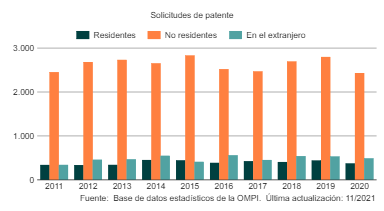 Solicitudes de patente
Residentes No residentes En el extranjero
3.000
2.000
1.000
0
2011 2012 2013 2014 2015 2016 2017 2018 2019 2020
Fuente: Base de datos estadísticos de la OMPI. Última actualización: 11/2021